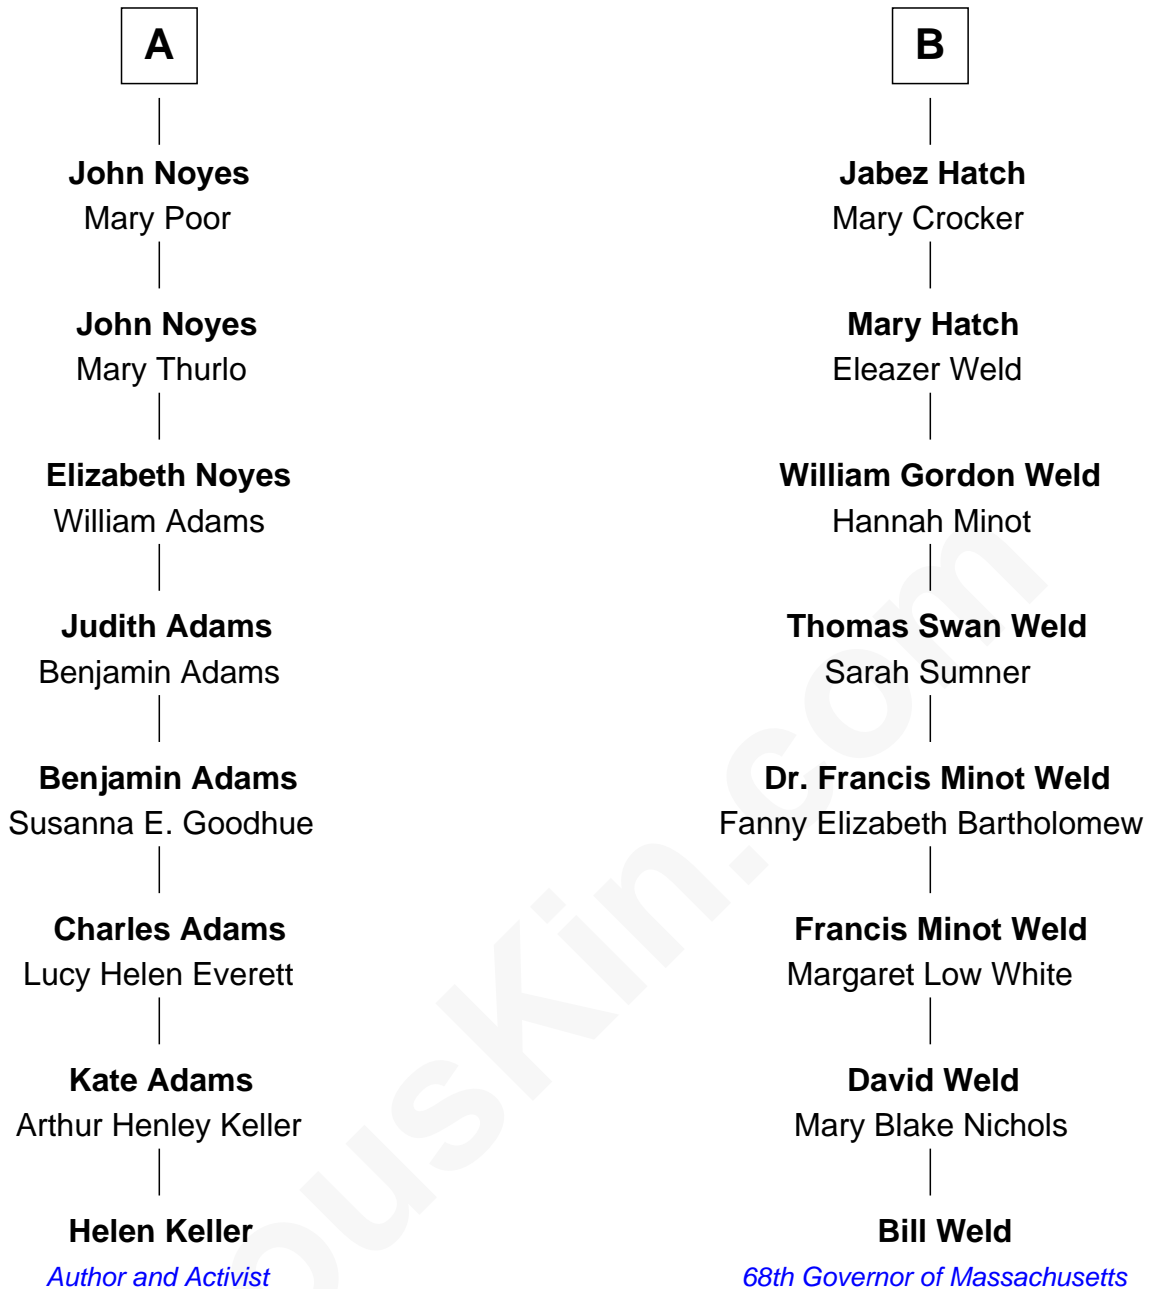 A
John Noyes
Mary Poor
John Noyes
Mary Thurlo
Elizabeth Noyes
William Adams
Judith Adams
Benjamin Adams
Benjamin Adams
Susanna E. Goodhue
Charles Adams
Lucy Helen Everett
Kate Adams
Arthur Henley Keller
Helen Keller
Author and Activist
B
Jabez Hatch
Mary Crocker
Mary Hatch
Eleazer Weld
William Gordon Weld
Hannah Minot
Thomas Swan Weld
Sarah Sumner
Dr. Francis Minot Weld
Fanny Elizabeth Bartholomew
Francis Minot Weld
Margaret Low White
David Weld
Mary Blake Nichols
Bill Weld
68th Governor of Massachusetts
ousKin.com